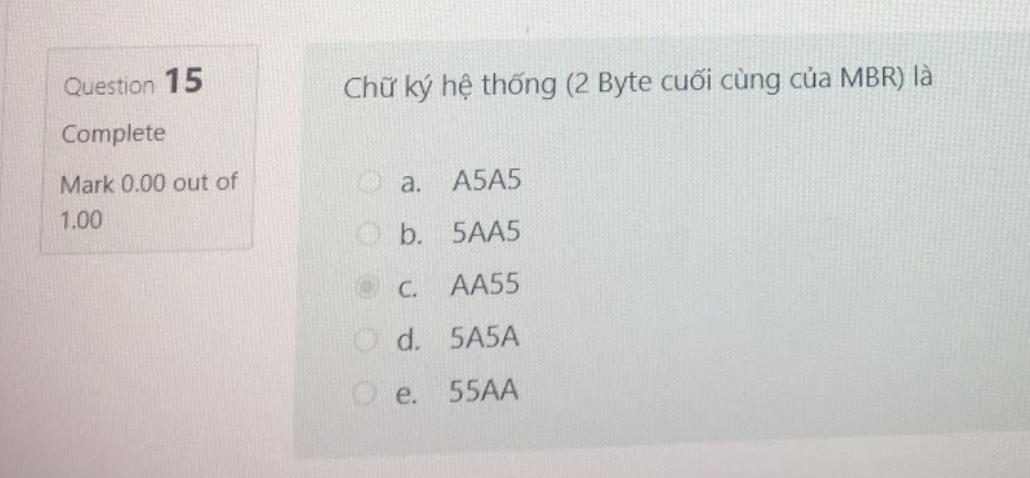 Question 15
Complete
Mark 0.00 out of
1.00
Chữ ký hệ thống (2 Byte cuối cùng của MBR) là
a. A5A5
b. 5AA5
c. AA55
d. 5A5A
e. 55AA